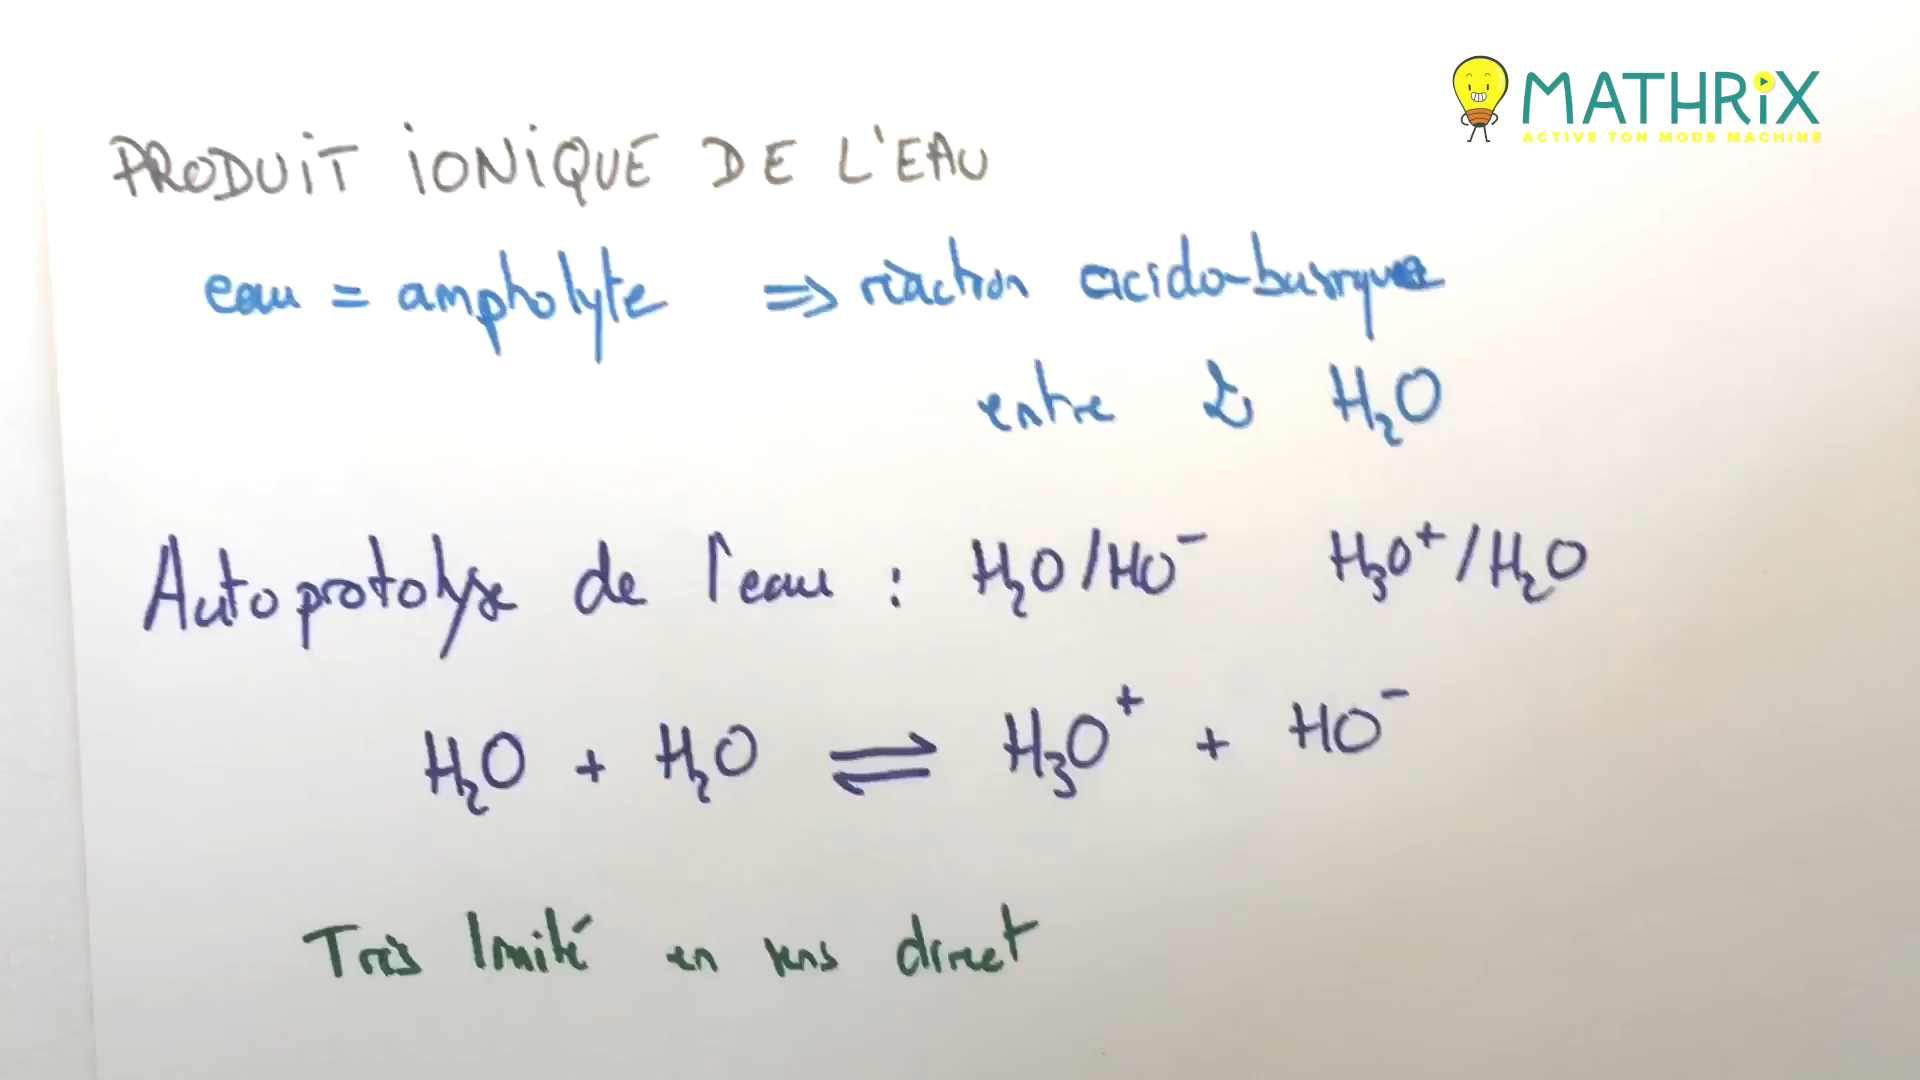 MATHRiX
ACTIVE TON MODE MACHINE
PRODUiT iONiQUE DE L'EAU
eau = ampholyte ⇒ réaction acido-basique
entre 2 H₂O
Autoprotolyse de l'eau : H₂O/HO⁻ H₃O⁺/H₂O
H₂O + H₂O ⇌ H₃O⁺ + HO⁻
Très limité en sens direct